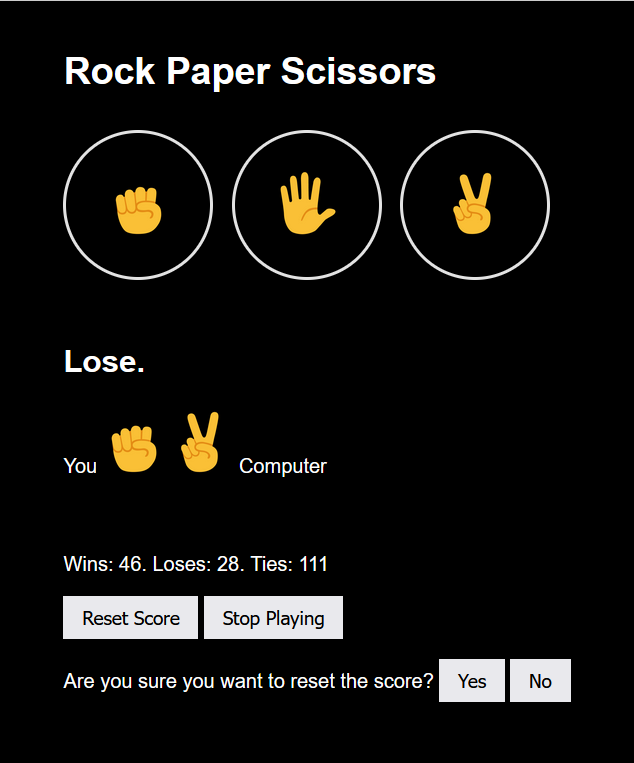 Rock Paper Scissors
Lose.
You Computer
Wins: 46. Loses: 28. Ties: 111
Reset Score Stop Playing
Are you sure you want to reset the score? Yes No